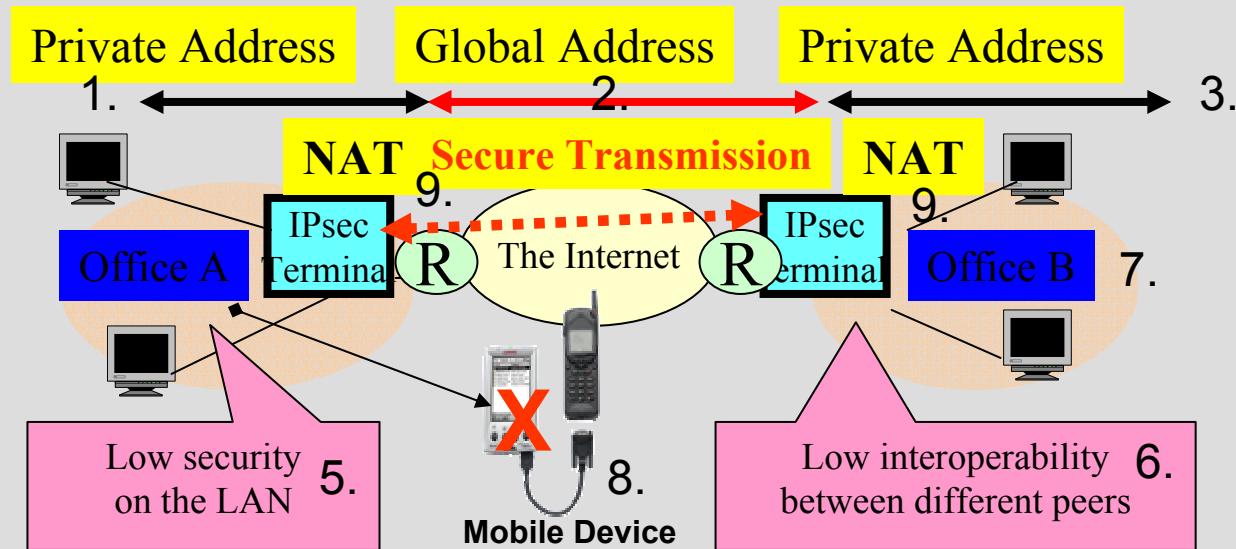 Private Address
Global Address
Private Address
1.
2.
3.
NAT
Secure Transmission
NAT
9.
9.
IPsec
Terminal
R
The Internet
R
IPsec
erminal
Office A
Office B
7.
X
Low security
on the LAN
5.
8.
Mobile Device
Low interoperability
between different peers
6.